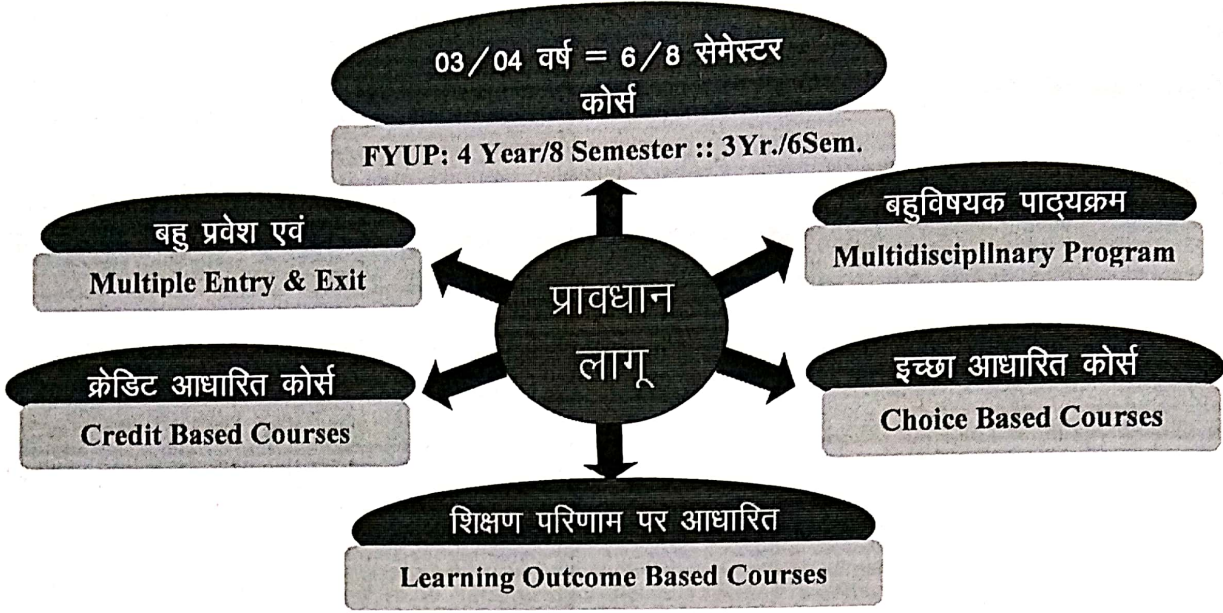 03/04 वर्ष = 6/8 सेमेस्टर
कोर्स
FYUP: 4 Year/8 Semester :: 3Yr./6Sem.
बहु प्रवेश एवं
Multiple Entry & Exit
बहुविषयक पाठ्यक्रम
Multidisciplinary Program
प्रावधान
लागू
क्रेडिट आधारित कोर्स
Credit Based Courses
इच्छा आधारित कोर्स
Choice Based Courses
शिक्षण परिणाम पर आधारित
Learning Outcome Based Courses